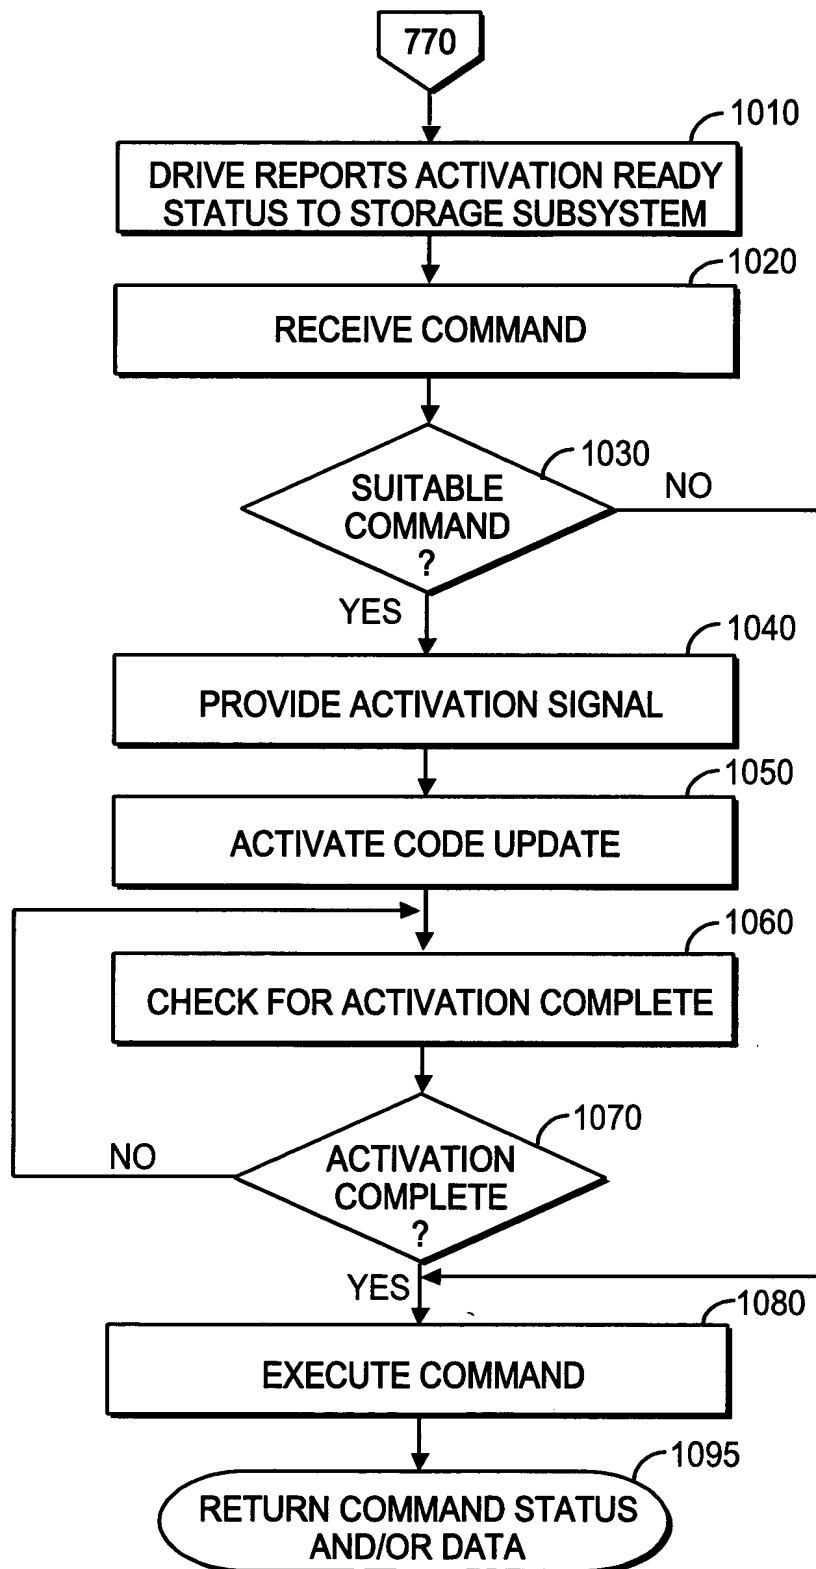 770
1010
DRIVE REPORTS ACTIVATION READY
STATUS TO STORAGE SUBSYSTEM
1020
RECEIVE COMMAND
1030
SUITABLE
COMMAND
?
NO
YES
1040
PROVIDE ACTIVATION SIGNAL
1050
ACTIVATE CODE UPDATE
1060
CHECK FOR ACTIVATION COMPLETE
1070
ACTIVATION
COMPLETE
?
NO
YES
1080
EXECUTE COMMAND
1095
RETURN COMMAND STATUS
AND/OR DATA